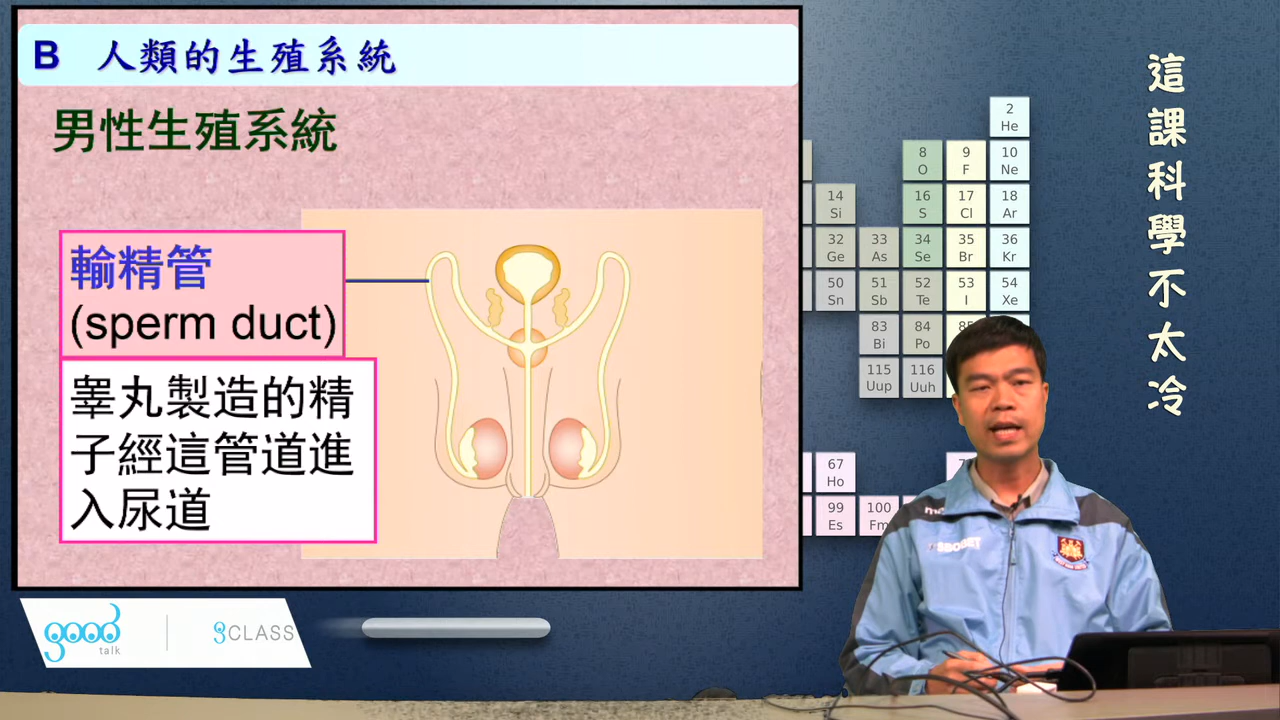 B 人類的生殖系統
男性生殖系統
輸精管
(sperm duct)
睾丸製造的精
子經這管道進
入尿道
這課科學不太冷
2
He
8
O
9
F
10
Ne
14
Si
16
S
17
Cl
18
Ar
32
Ge
33
As
34
Se
35
Br
36
Kr
50
Sn
51
Sb
52
Te
53
I
54
Xe
83
Bi
84
Po
115
Uup
116
Uuh
67
Ho
99
Es
100
Fm
SBOBET
good
talk
CLASS